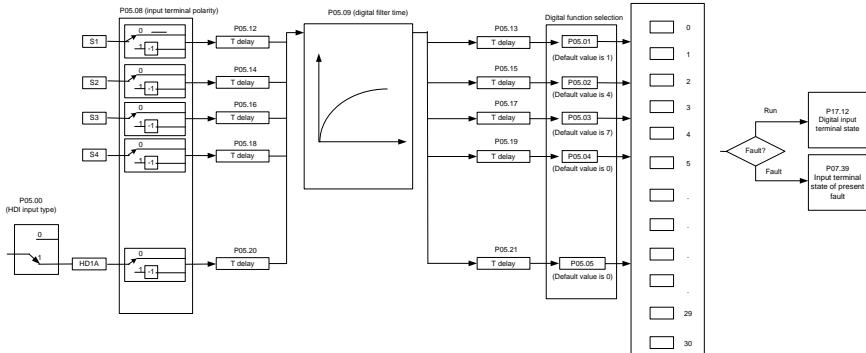 P05.08 (input terminal polarity)
P05.09 (digital filter time)
Digital function selection
S1
0
1
-1
P05.12
T delay
P05.13
T delay
P05.01
(Default value is 1)
S2
0
1
-1
P05.14
T delay
P05.15
T delay
P05.02
(Default value is 4)
S3
0
1
-1
P05.16
T delay
P05.17
T delay
P05.03
(Default value is 7)
S4
0
1
-1
P05.18
T delay
P05.19
T delay
P05.04
(Default value is 0)
P05.00
(HDI input type)
0
1
HD1A
0
1
-1
P05.20
T delay
P05.21
T delay
P05.05
(Default value is 0)
0
1
2
3
4
5
.
.
.
.
29
30
Fault?
Run
Fault
P17.12
Digital input
terminal state
P07.39
Input terminal
state of present
fault